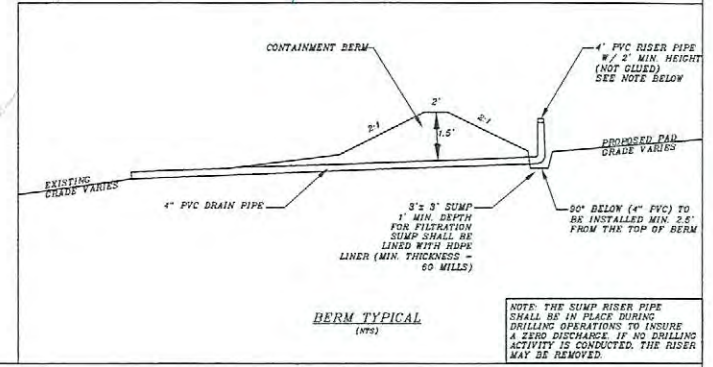 CONTAINMENT BERM
4' PVC RISER PIPE
W/ 2' MIN. HEIGHT
(NOT GLUED)
SEE NOTE BELOW
2'
2:1
2:1
1.5'
PROPOSED PAD
GRADE VARIES
EXISTING
GRADE VARIES
4" PVC DRAIN PIPE
3'x 3' SUMP
1' MIN. DEPTH
FOR FILTRATION
SUMP SHALL BE
LINED WITH HDPE
LINER (MIN. THICKNESS -
60 MILLS)
90° BELOW (4" PVC) TO
BE INSTALLED MIN. 2.5'
FROM THE TOP OF BERM
BERM TYPICAL
(NTS)
NOTE: THE SUMP RISER PIPE
SHALL BE IN PLACE DURING
DRILLING OPERATIONS TO INSURE
A ZERO DISCHARGE. IF NO DRILLING
ACTIVITY IS CONDUCTED, THE RISER
MAY BE REMOVED.